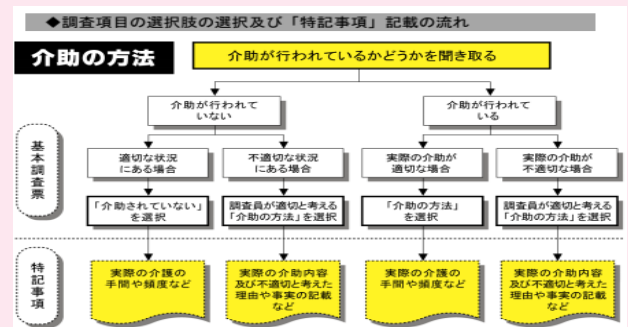 ◆調査項目の選択肢の選択及び「特記事項」記載の流れ
介助の方法
介助が行われているかどうかを聞き取る
介助が行われて
いない
介助が行われて
いる
基本調査票
適切な状況
にある場合
不適切な状況
にある場合
実際の介助が
適切な場合
実際の介助が
不適切な場合
「介助されていない」
を選択
調査員が適切と考える
「介助の方法」を選択
「介助の方法」
を選択
調査員が適切と考える
「介助の方法」を選択
特記事項
実際の介護の
手間や頻度など
実際の介助内容
及び不適切と考えた
理由や事実の記載
など
実際の介護の
手間や頻度など
実際の介助内容
及び不適切と考えた
理由や事実の記載
など